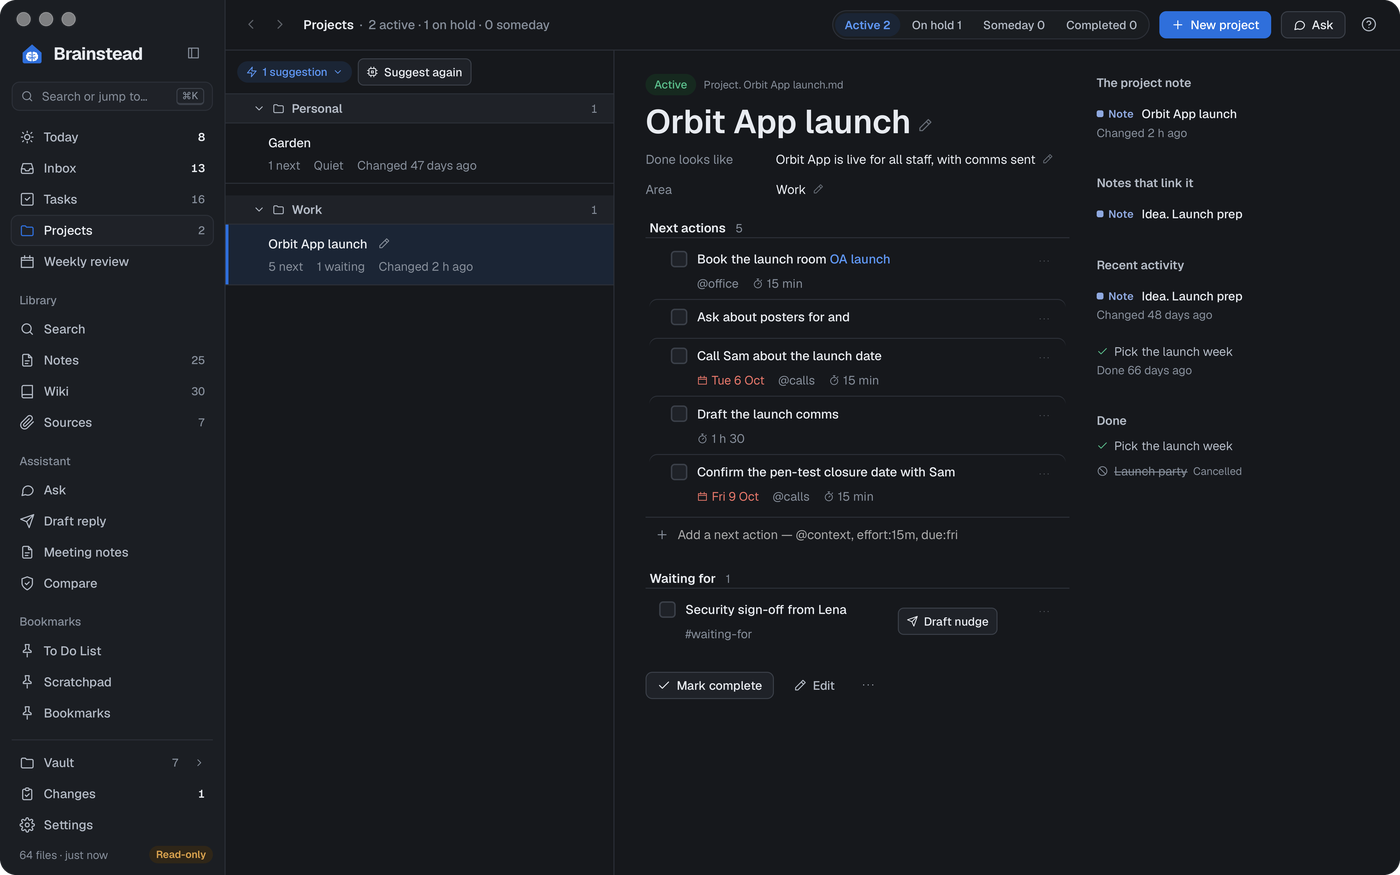 Brainstead
Search or jump to... ⌘K
Today 8
Inbox 13
Tasks 16
Projects 2
Weekly review
Library
Search
Notes 25
Wiki 30
Sources 7
Assistant
Ask
Draft reply
Meeting notes
Compare
Bookmarks
To Do List
Scratchpad
Bookmarks
Vault 7
Changes 1
Settings
64 files · just now Read-only
Projects · 2 active · 1 on hold · 0 someday
Active 2 On hold 1 Someday 0 Completed 0
New project
Ask
1 suggestion
Suggest again
Personal 1
Garden
1 next Quiet Changed 47 days ago
Work 1
Orbit App launch
5 next 1 waiting Changed 2 h ago
Active Project. Orbit App launch.md
Orbit App launch
Done looks like Orbit App is live for all staff, with comms sent
Area Work
Next actions 5
Book the launch room OA launch
@office 15 min
Ask about posters for and
Call Sam about the launch date
Tue 6 Oct @calls 15 min
Draft the launch comms
1 h 30
Confirm the pen-test closure date with Sam
Fri 9 Oct @calls 15 min
Add a next action — @context, effort:15m, due:fri
Waiting for 1
Security sign-off from Lena
#waiting-for
Draft nudge
Mark complete Edit ...
The project note
Note Orbit App launch
Changed 2 h ago
Notes that link it
Note Idea. Launch prep
Recent activity
Note Idea. Launch prep
Changed 48 days ago
Pick the launch week
Done 66 days ago
Done
Pick the launch week
Launch party Cancelled